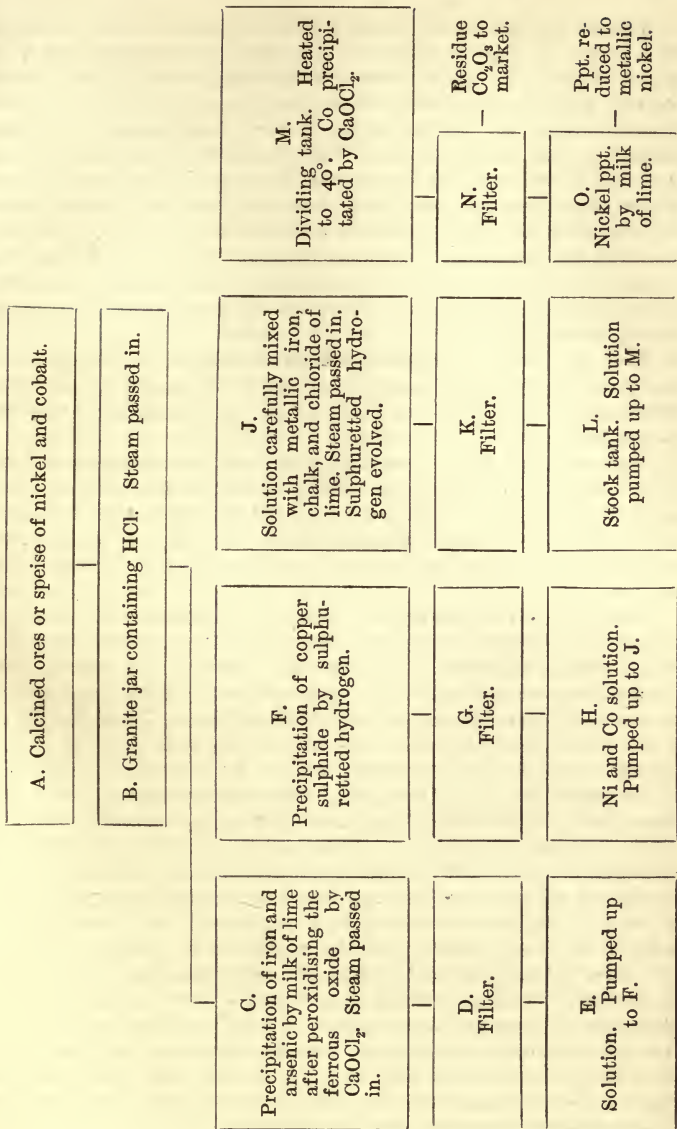 A. Calcined ores or speise of nickel and cobalt.
B. Granite jar containing HCl. Steam passed in.
C.
Precipitation of iron and
arsenic by milk of lime
after peroxidising the
ferrous oxide by
CaOCl₂. Steam passed
in.
D.
Filter.
E.
Solution. Pumped up
to F.
F.
Precipitation of copper
sulphide by sulphu-
retted hydrogen.
G.
Filter.
H.
Ni and Co solution.
Pumped up to J.
J.
Solution carefully mixed
with metallic iron,
chalk, and chloride of
lime. Steam passed in.
Sulphuretted hydro-
gen evolved.
K.
Filter.
L.
Stock tank. Solution
pumped up to M.
M.
Dividing tank. Heated
to 40°. Co precipi-
tated by CaOCl₂.
N.
Filter.
Residue
Co₂O₃ to
market.
O.
Nickel ppt.
by milk
of lime.
Ppt. re-
duced to
metallic
nickel.